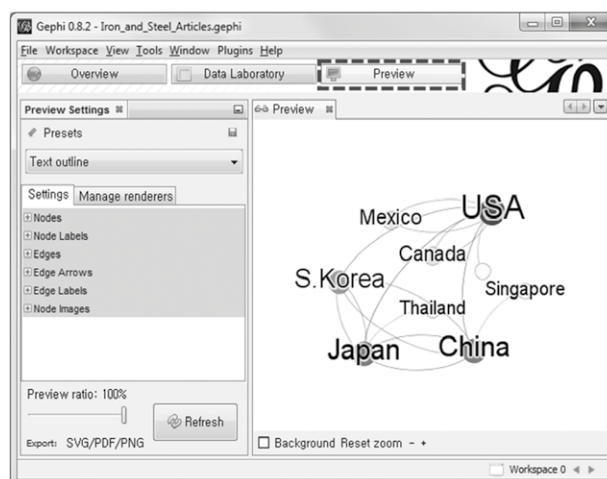 Gephi 0.8.2 - Iron_and_Steel_Articles.gephi
File Workspace View Tools Window Plugins Help
Overview Data Laboratory Preview
Preview Settings Preview
Presets
Text outline
Settings Manage renderers
Nodes
Node Labels
Edges
Edge Arrows
Edge Labels
Node Images
USA
Mexico
Canada
S.Korea
Singapore
Thailand
Japan
China
Preview ratio: 100%
Refresh
Export: SVG/PDF/PNG
Background Reset zoom - +
Workspace 0